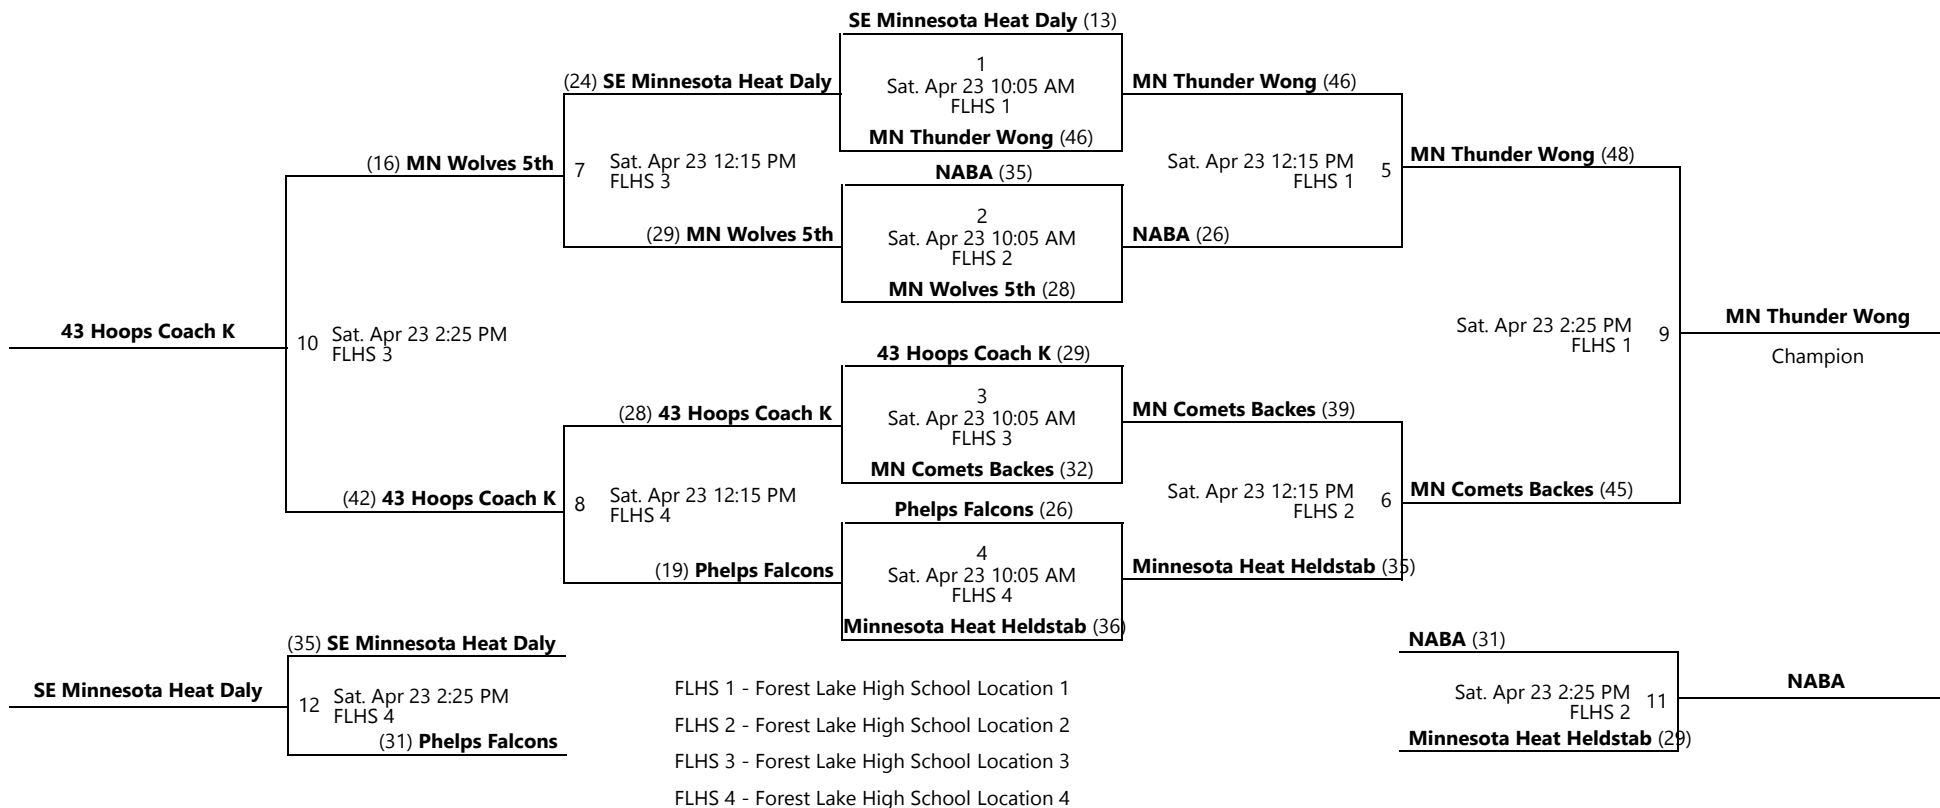 SE Minnesota Heat Daly (13)
1
Sat. Apr 23 10:05 AM
FLHS 1
MN Thunder Wong (46)
NABA (35)
2
Sat. Apr 23 10:05 AM
FLHS 2
MN Wolves 5th (28)
43 Hoops Coach K (29)
3
Sat. Apr 23 10:05 AM
FLHS 3
MN Comets Backes (32)
Phelps Falcons (26)
4
Sat. Apr 23 10:05 AM
FLHS 4
Minnesota Heat Heldstab (36)
MN Thunder Wong (46)
Sat. Apr 23 12:15 PM
FLHS 1
5
NABA (26)
MN Comets Backes (39)
Sat. Apr 23 12:15 PM
FLHS 2
6
Minnesota Heat Heldstab (35)
MN Thunder Wong (48)
Sat. Apr 23 2:25 PM
FLHS 1
9
MN Comets Backes (45)
MN Thunder Wong
Champion
(24) SE Minnesota Heat Daly
7
Sat. Apr 23 12:15 PM
FLHS 3
(29) MN Wolves 5th
(28) 43 Hoops Coach K
8
Sat. Apr 23 12:15 PM
FLHS 4
(19) Phelps Falcons
(16) MN Wolves 5th
10
Sat. Apr 23 2:25 PM
FLHS 3
(42) 43 Hoops Coach K
43 Hoops Coach K
(35) SE Minnesota Heat Daly
12
Sat. Apr 23 2:25 PM
FLHS 4
(31) Phelps Falcons
SE Minnesota Heat Daly
NABA (31)
Sat. Apr 23 2:25 PM
FLHS 2
11
Minnesota Heat Heldstab (29)
NABA
FLHS 1 - Forest Lake High School Location 1
FLHS 2 - Forest Lake High School Location 2
FLHS 3 - Forest Lake High School Location 3
FLHS 4 - Forest Lake High School Location 4